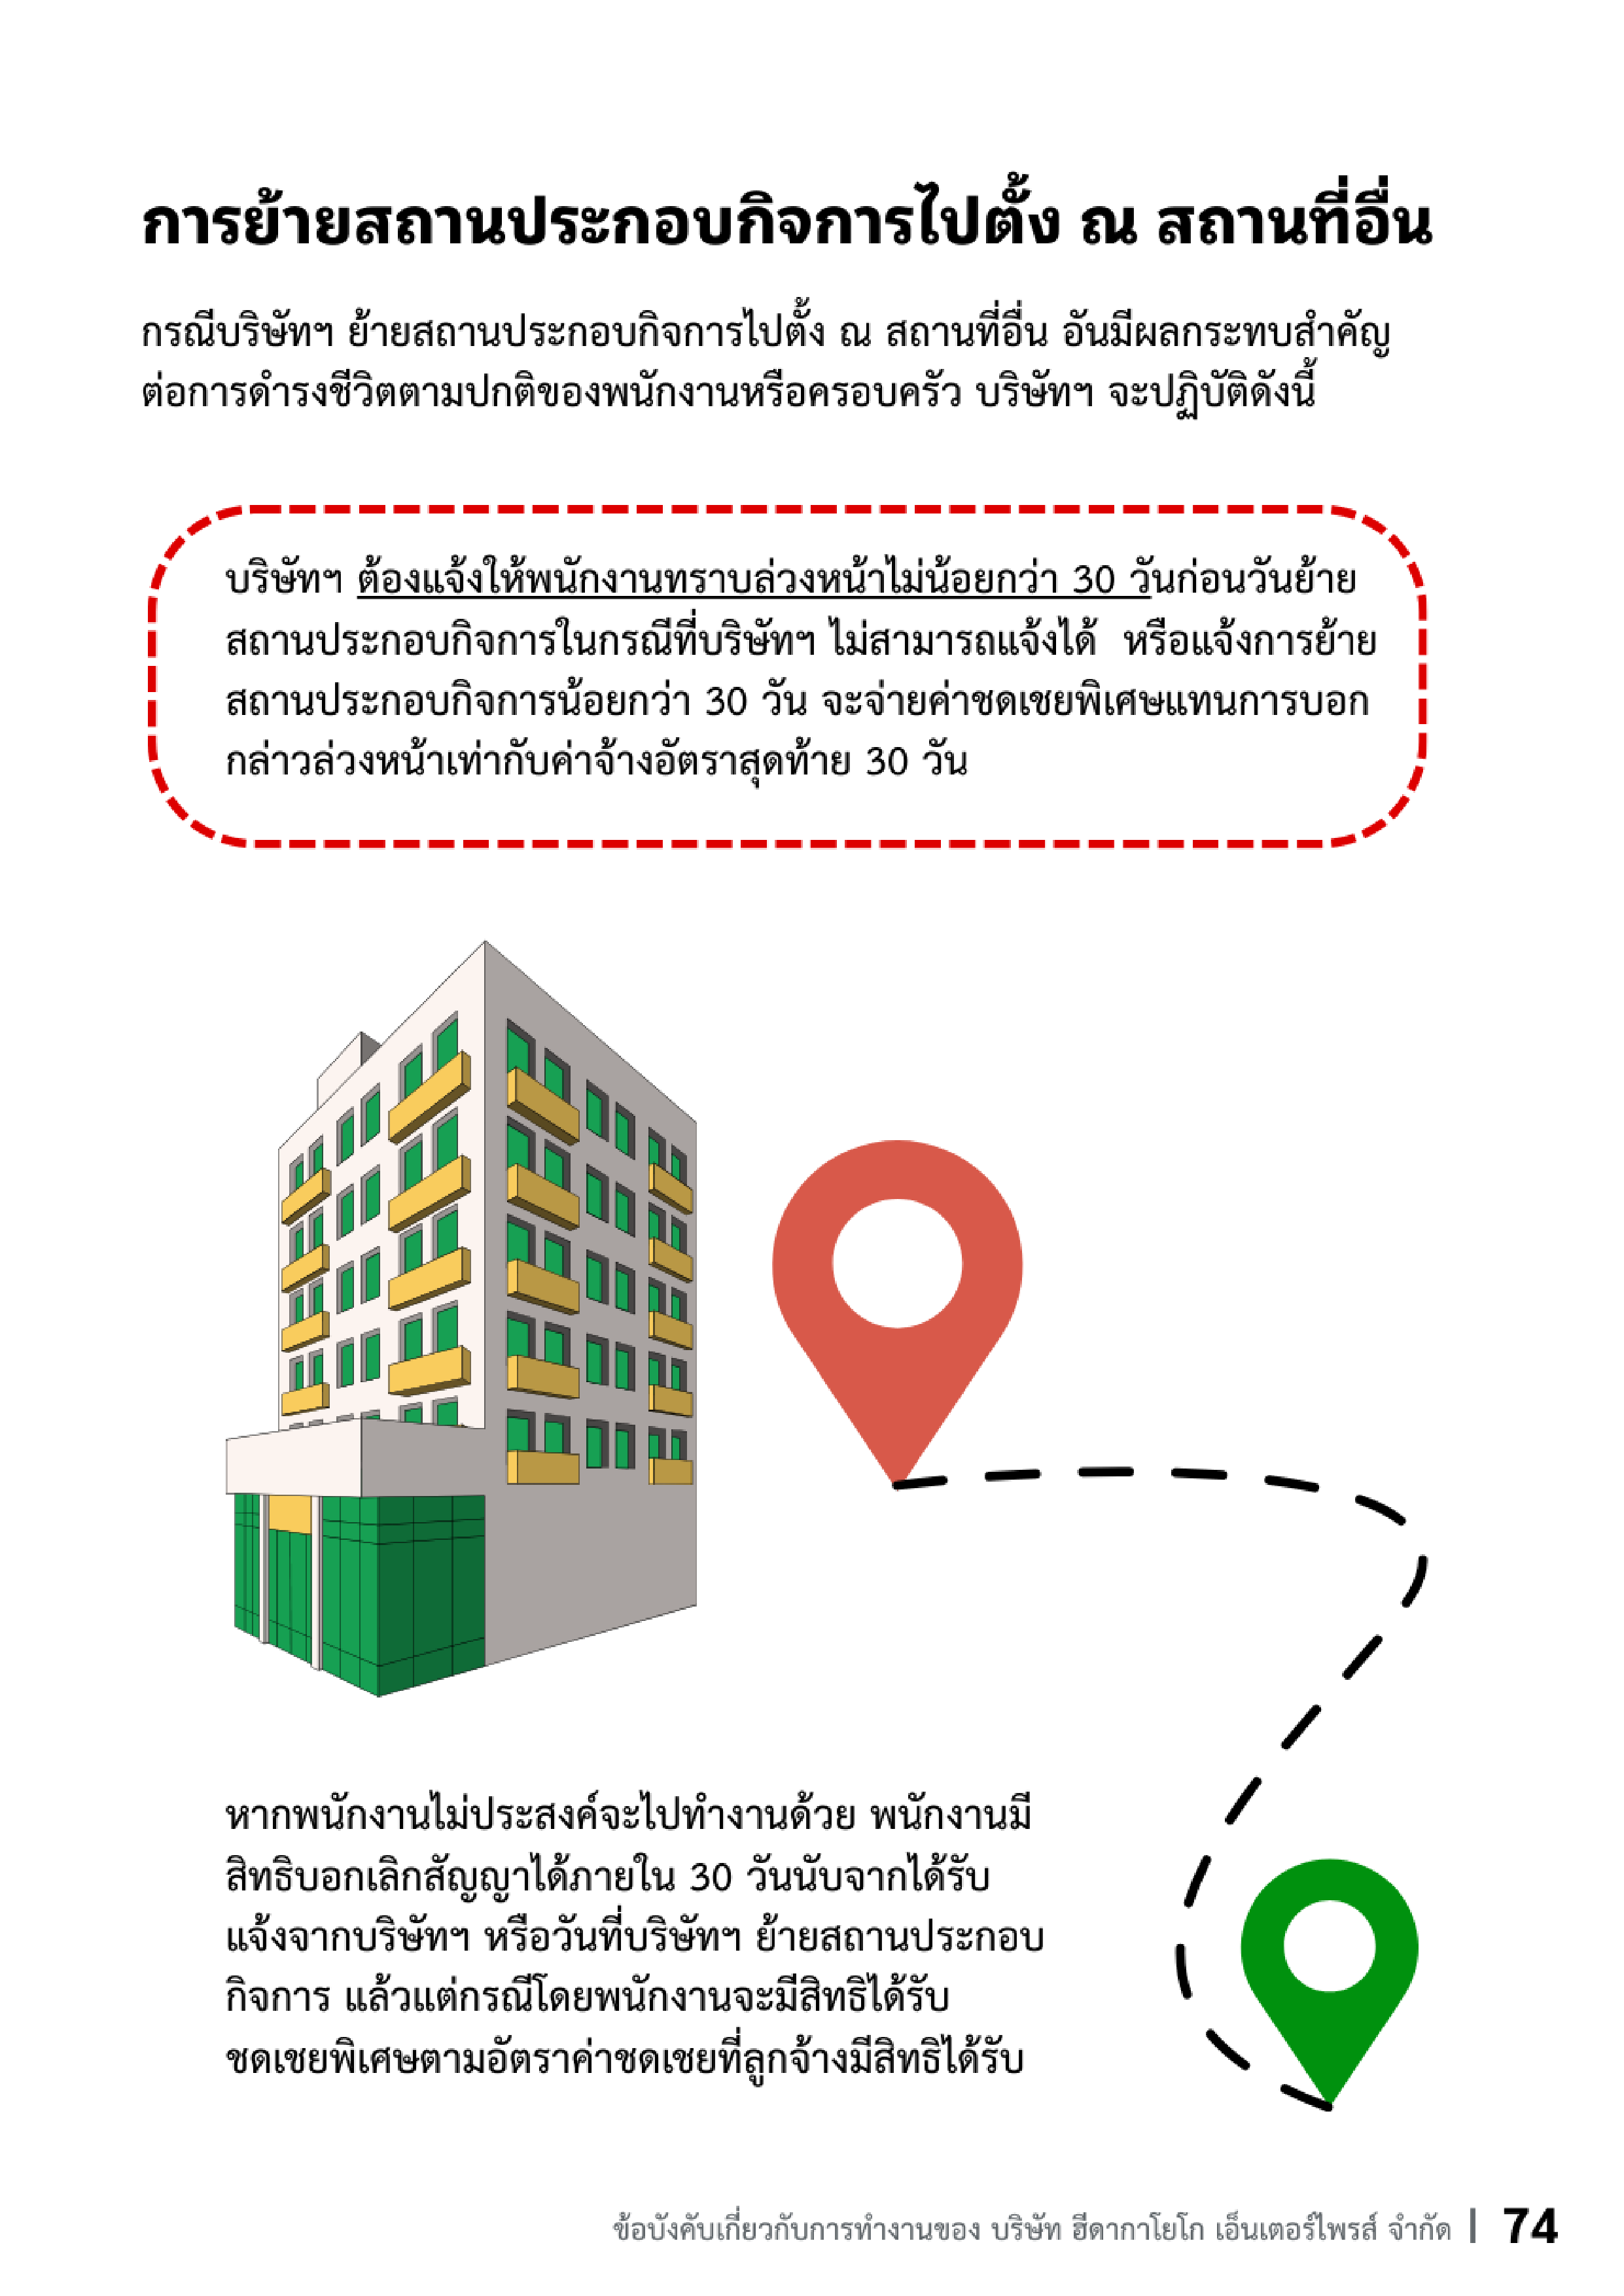 การย้ายสถานประกอบกิจการไปตั้ง ณ สถานที่อื่น
กรณีบริษัทฯ ย้ายสถานประกอบกิจการไปตั้ง ณ สถานที่อื่น อันมีผลกระทบสำคัญ
ต่อการดำรงชีวิตตามปกติของพนักงานหรือครอบครัว บริษัทฯ จะปฏิบัติดังนี้
บริษัทฯ ต้องแจ้งให้พนักงานทราบล่วงหน้าไม่น้อยกว่า 30 วันก่อนวันย้าย
สถานประกอบกิจการในกรณีที่บริษัทฯ ไม่สามารถแจ้งได้ หรือแจ้งการย้าย
สถานประกอบกิจการน้อยกว่า 30 วัน จะจ่ายค่าชดเชยพิเศษแทนการบอก
กล่าวล่วงหน้าเท่ากับค่าจ้างอัตราสุดท้าย 30 วัน
หากพนักงานไม่ประสงค์จะไปทำงานด้วย พนักงานมี
สิทธิบอกเลิกสัญญาได้ภายใน 30 วันนับจากได้รับ
แจ้งจากบริษัทฯ หรือวันที่บริษัทฯ ย้ายสถานประกอบ
กิจการ แล้วแต่กรณีโดยพนักงานจะมีสิทธิได้รับ
ชดเชยพิเศษตามอัตราค่าชดเชยที่ลูกจ้างมีสิทธิได้รับ
ข้อบังคับเกี่ยวกับการทำงานของ บริษัท ฮีดากาโยโก เอ็นเตอร์ไพรส์ จำกัด | 74